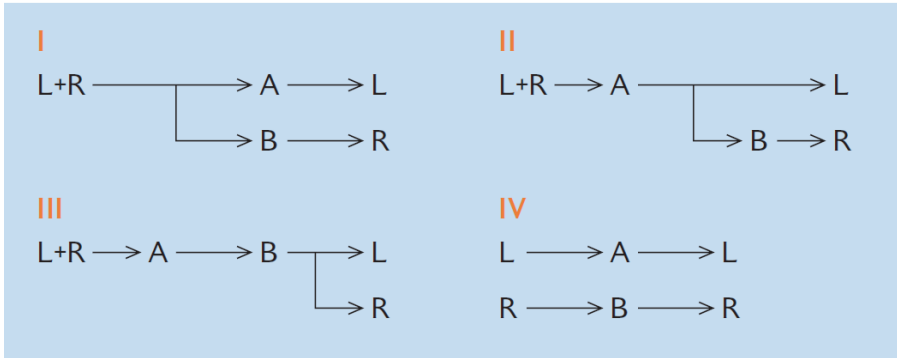 I
L+R A L
B R
II
L+R A L
B R
III
L+R A B L
R
IV
L A L
R B R